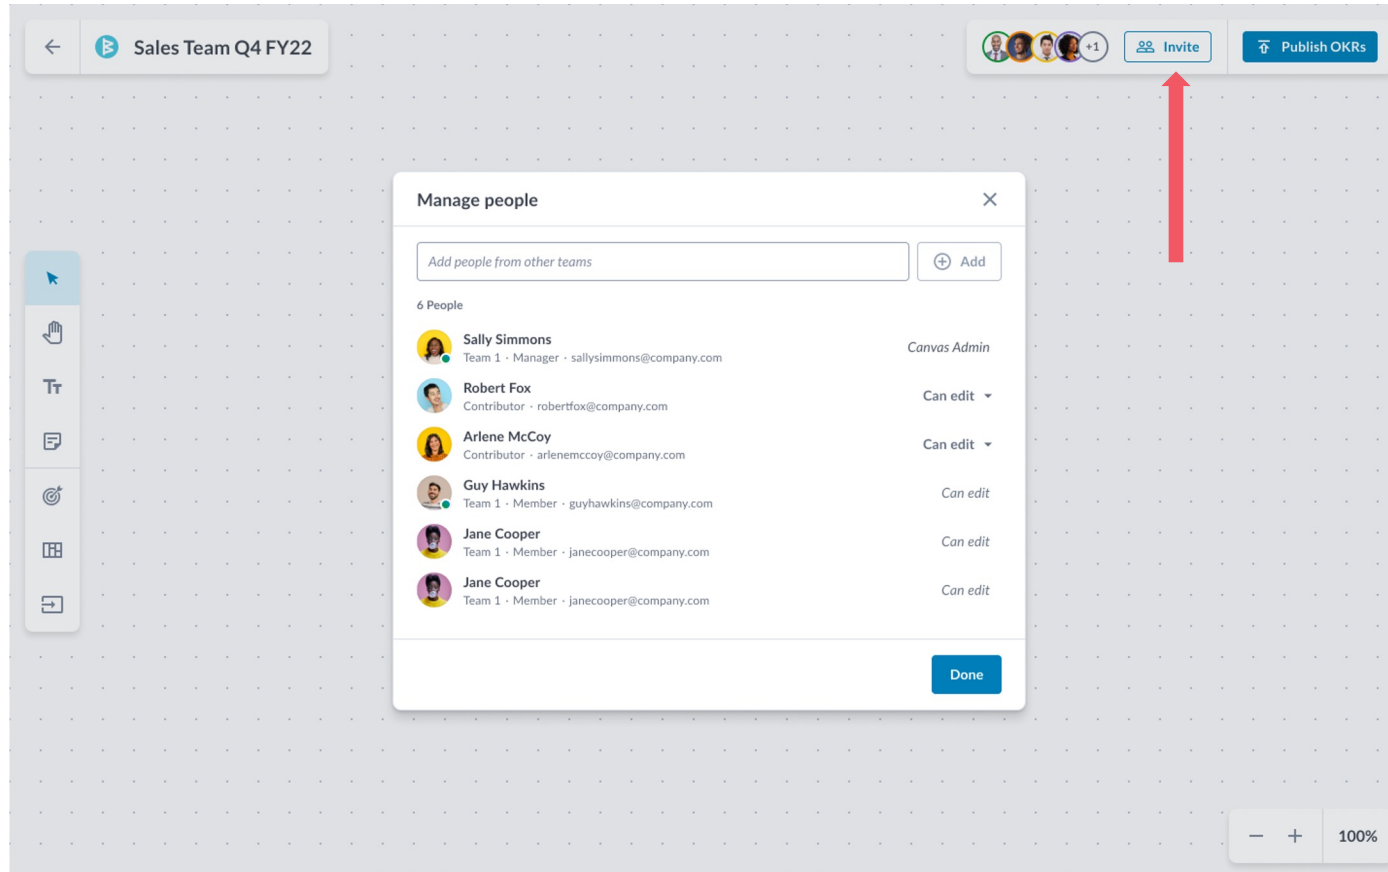 Sales Team Q4 FY22
+1
Invite
Publish OKRs
Manage people
Add people from other teams
Add
6 People
Sally Simmons
Team 1 · Manager · sallysimmons@company.com
Canvas Admin
Robert Fox
Contributor · robertfox@company.com
Can edit
Arlene McCoy
Contributor · arlenemccoy@company.com
Can edit
Guy Hawkins
Team 1 · Member · guyhawkins@company.com
Can edit
Jane Cooper
Team 1 · Member · janecooper@company.com
Can edit
Jane Cooper
Team 1 · Member · janecooper@company.com
Can edit
Done
Tt
100%